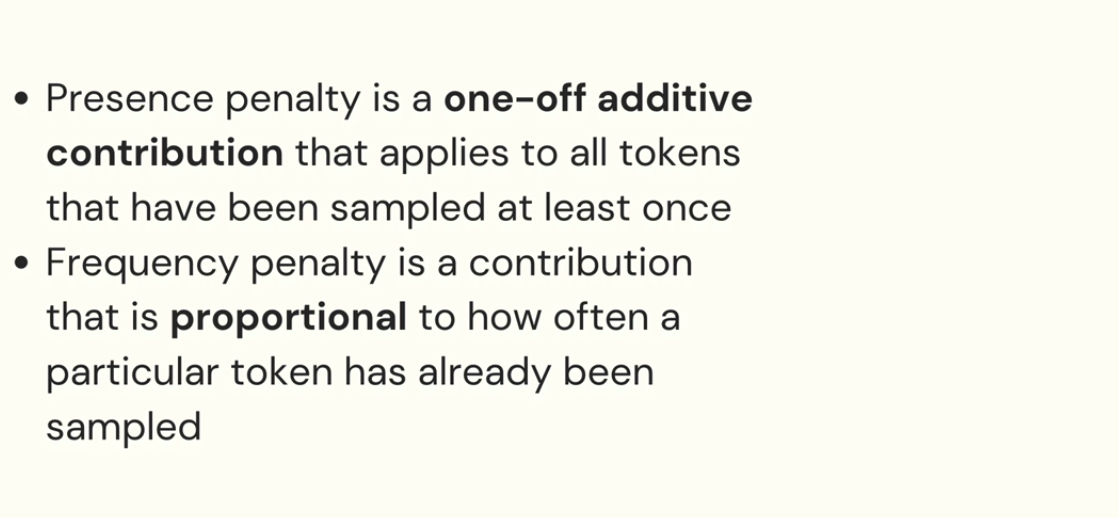 • Presence penalty is a one-off additive
contribution that applies to all tokens
that have been sampled at least once
• Frequency penalty is a contribution
that is proportional to how often a
particular token has already been
sampled